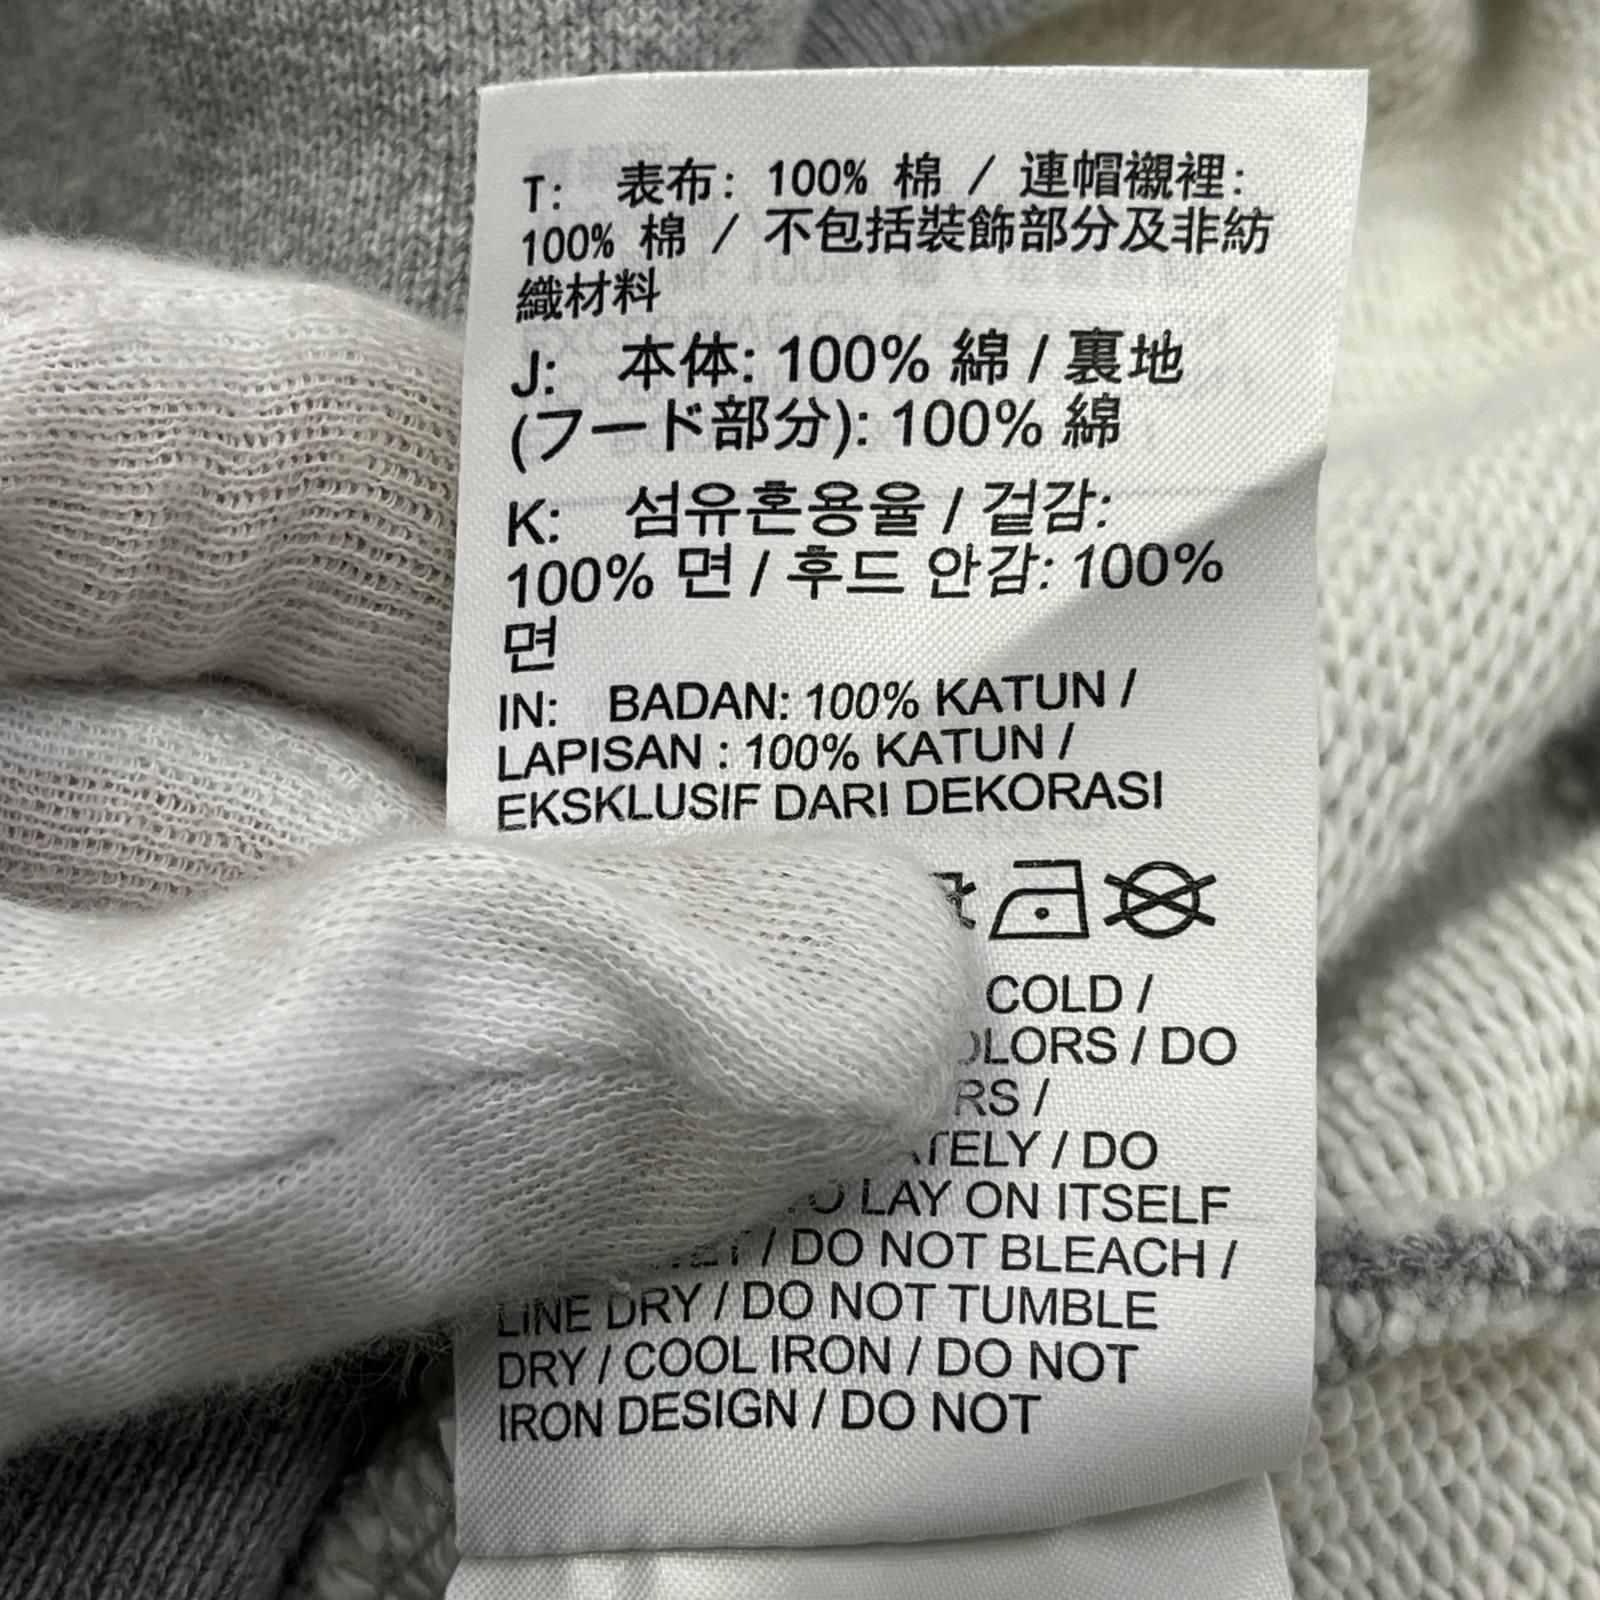 T: 表布: 100% 棉 / 連帽襯裡:
100% 棉 / 不包括裝飾部分及非紡
織材料
J: 本体: 100% 綿 / 裏地
(フード部分): 100% 綿
K: 섬유혼용율 / 겉감:
100% 면 / 후드 안감: 100%
면
IN: BADAN: 100% KATUN /
LAPISAN : 100% KATUN /
EKSKLUSIF DARI DEKORASI
COLD /
/ DO
/
/ DO
LAY ON ITSELF
/ DO NOT BLEACH /
LINE DRY / DO NOT TUMBLE
DRY / COOL IRON / DO NOT
IRON DESIGN / DO NOT